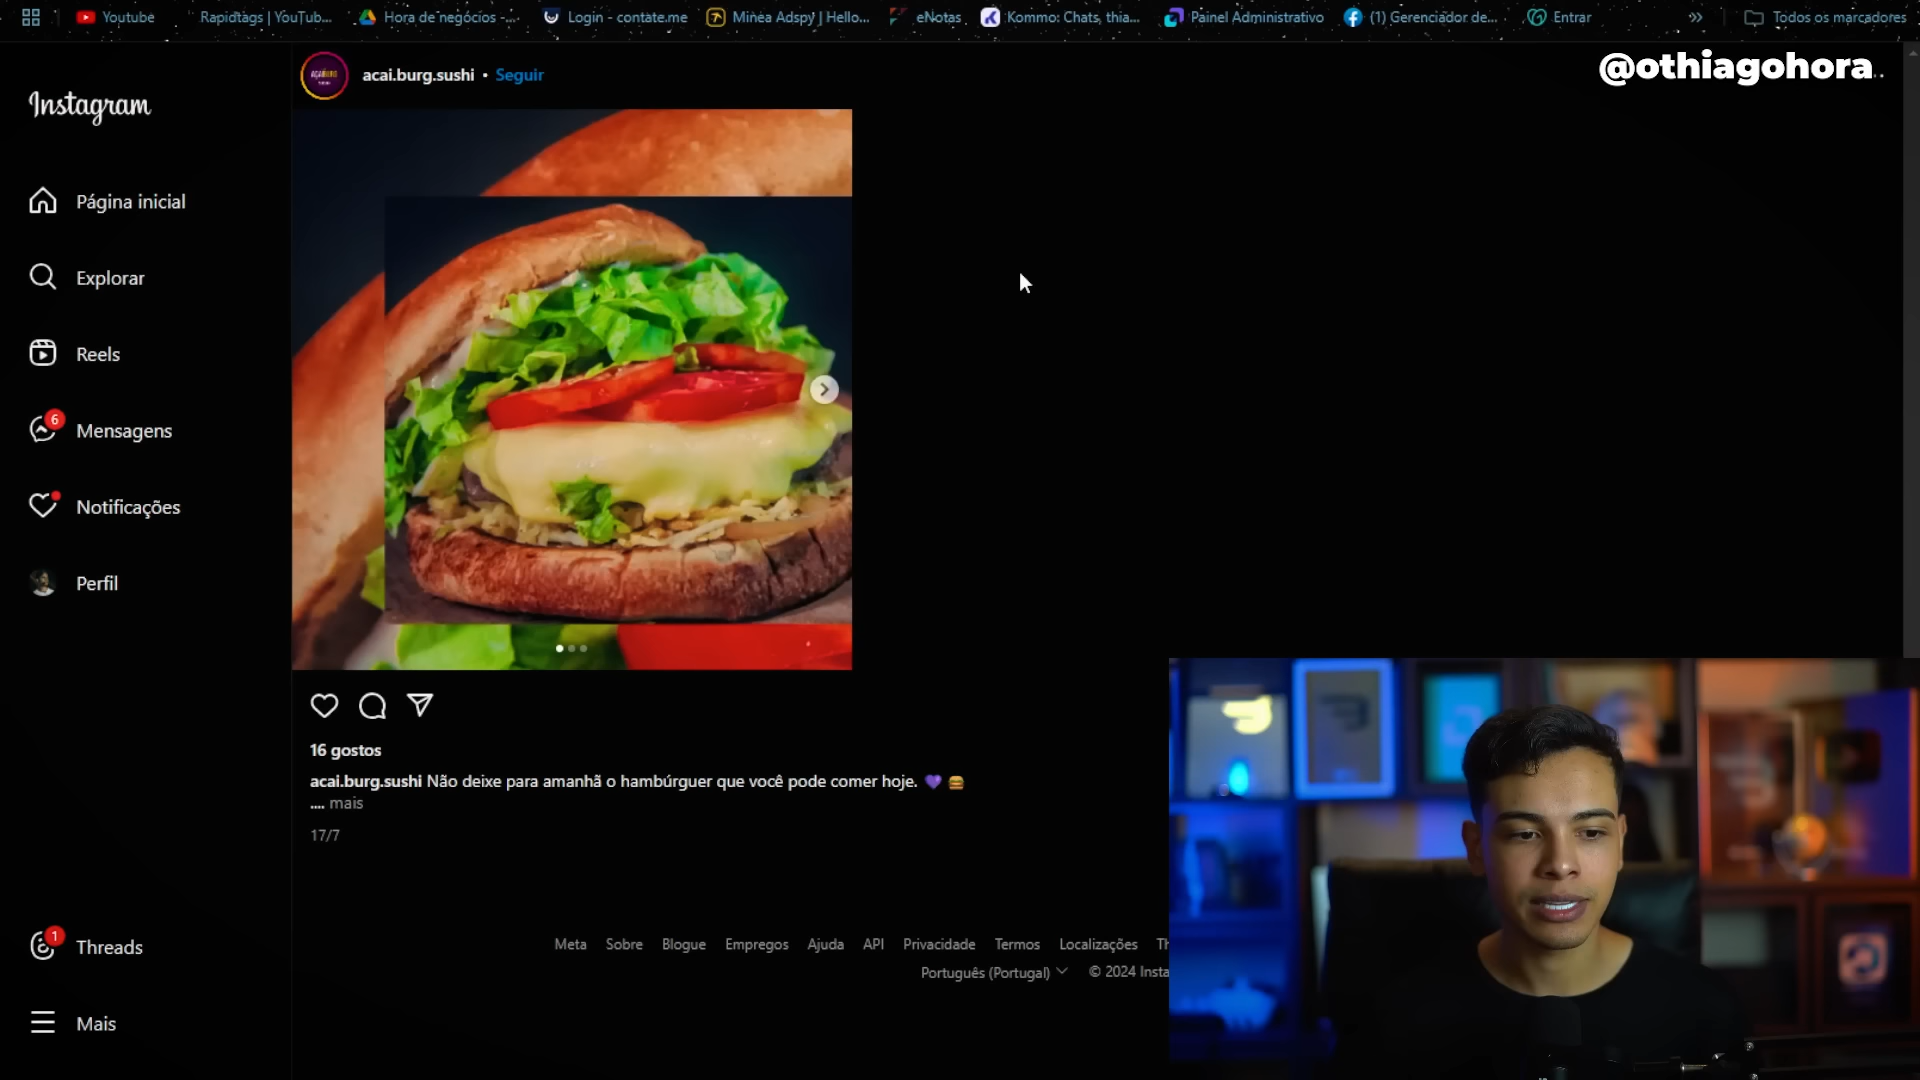 Youtube
Rapidtags | YouTub...
Hora de negócios -...
Login - contate.me
Minea Adspy | Hello...
eNotas
Kommo: Chats, thia...
Painel Administrativo
(1) Gerenciador de...
Entrar
Todos os marcadores
@othiagohora
Instagram
acai.burg.sushi • Seguir
Página inicial
Explorar
Reels
6
Mensagens
Notificações
Perfil
16 gostos
acai.burg.sushi Não deixe para amanhã o hambúrguer que você pode comer hoje. 💜 🍔
.... mais
17/7
1
Threads
Mais
Meta Sobre Blogue Empregos Ajuda API Privacidade Termos Localizações Th
Português (Portugal) © 2024 Insta